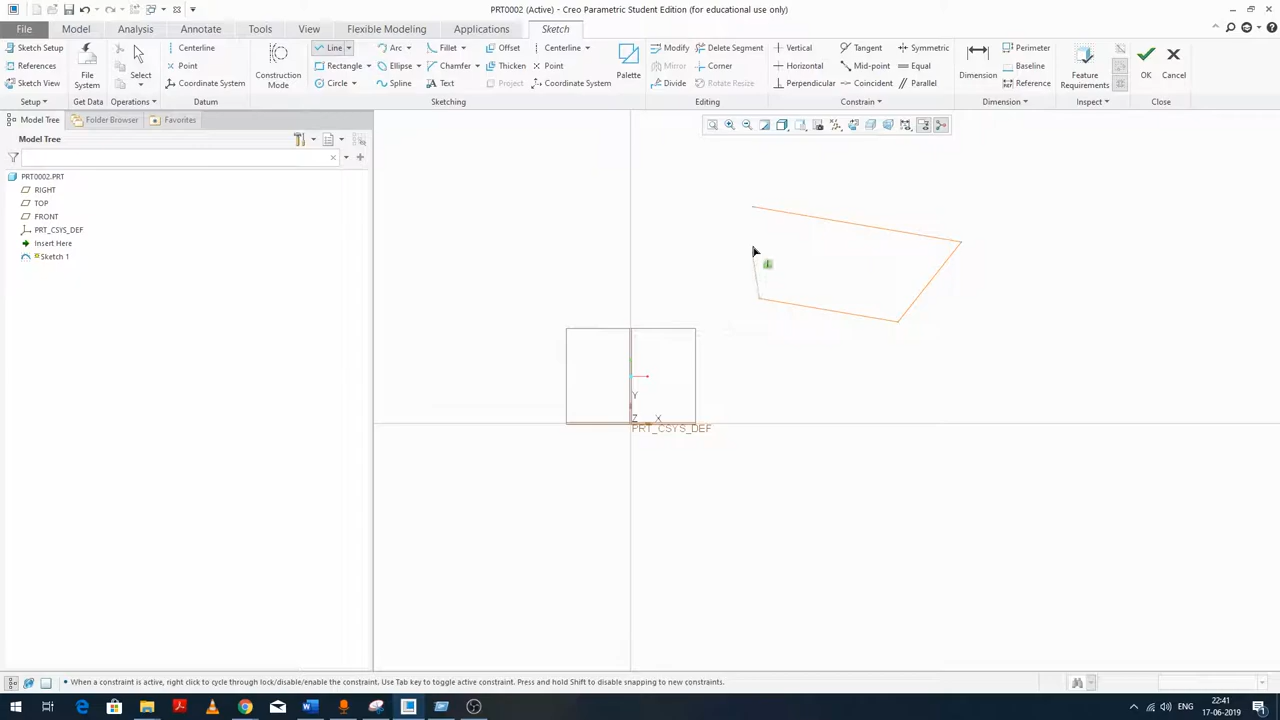 PRT0002 (Active) - Creo Parametric Student Edition (for educational use only)
File Model Analysis Annotate Tools View Flexible Modeling Applications Sketch
Sketch Setup
References
Sketch View
Setup
File System
Get Data
Select
Operations
Centerline
Point
Coordinate System
Datum
Construction Mode
Line Arc Fillet Offset Centerline
Rectangle Ellipse Chamfer Thicken Point
Circle Spline Text Project Coordinate System
Palette
Sketching
Modify Delete Segment
Mirror Corner
Divide Rotate Resize
Editing
Vertical Tangent Symmetric
Horizontal Mid-point Equal
Perpendicular Coincident Parallel
Constrain
Dimension
Perimeter
Baseline
Reference
Dimension
Feature Requirements
Inspect
OK Cancel
Close
Model Tree Folder Browser Favorites
Model Tree
PRT0002.PRT
RIGHT
TOP
FRONT
PRT_CSYS_DEF
Insert Here
Sketch 1
Y
Z X
PRT_CSYS_DEF
When a constraint is active, right click to cycle through lock/disable/enable the constraint. Use Tab key to toggle active constraint. Press and hold Shift to disable snapping to new constraints.
ENG
22:41
17-06-2019